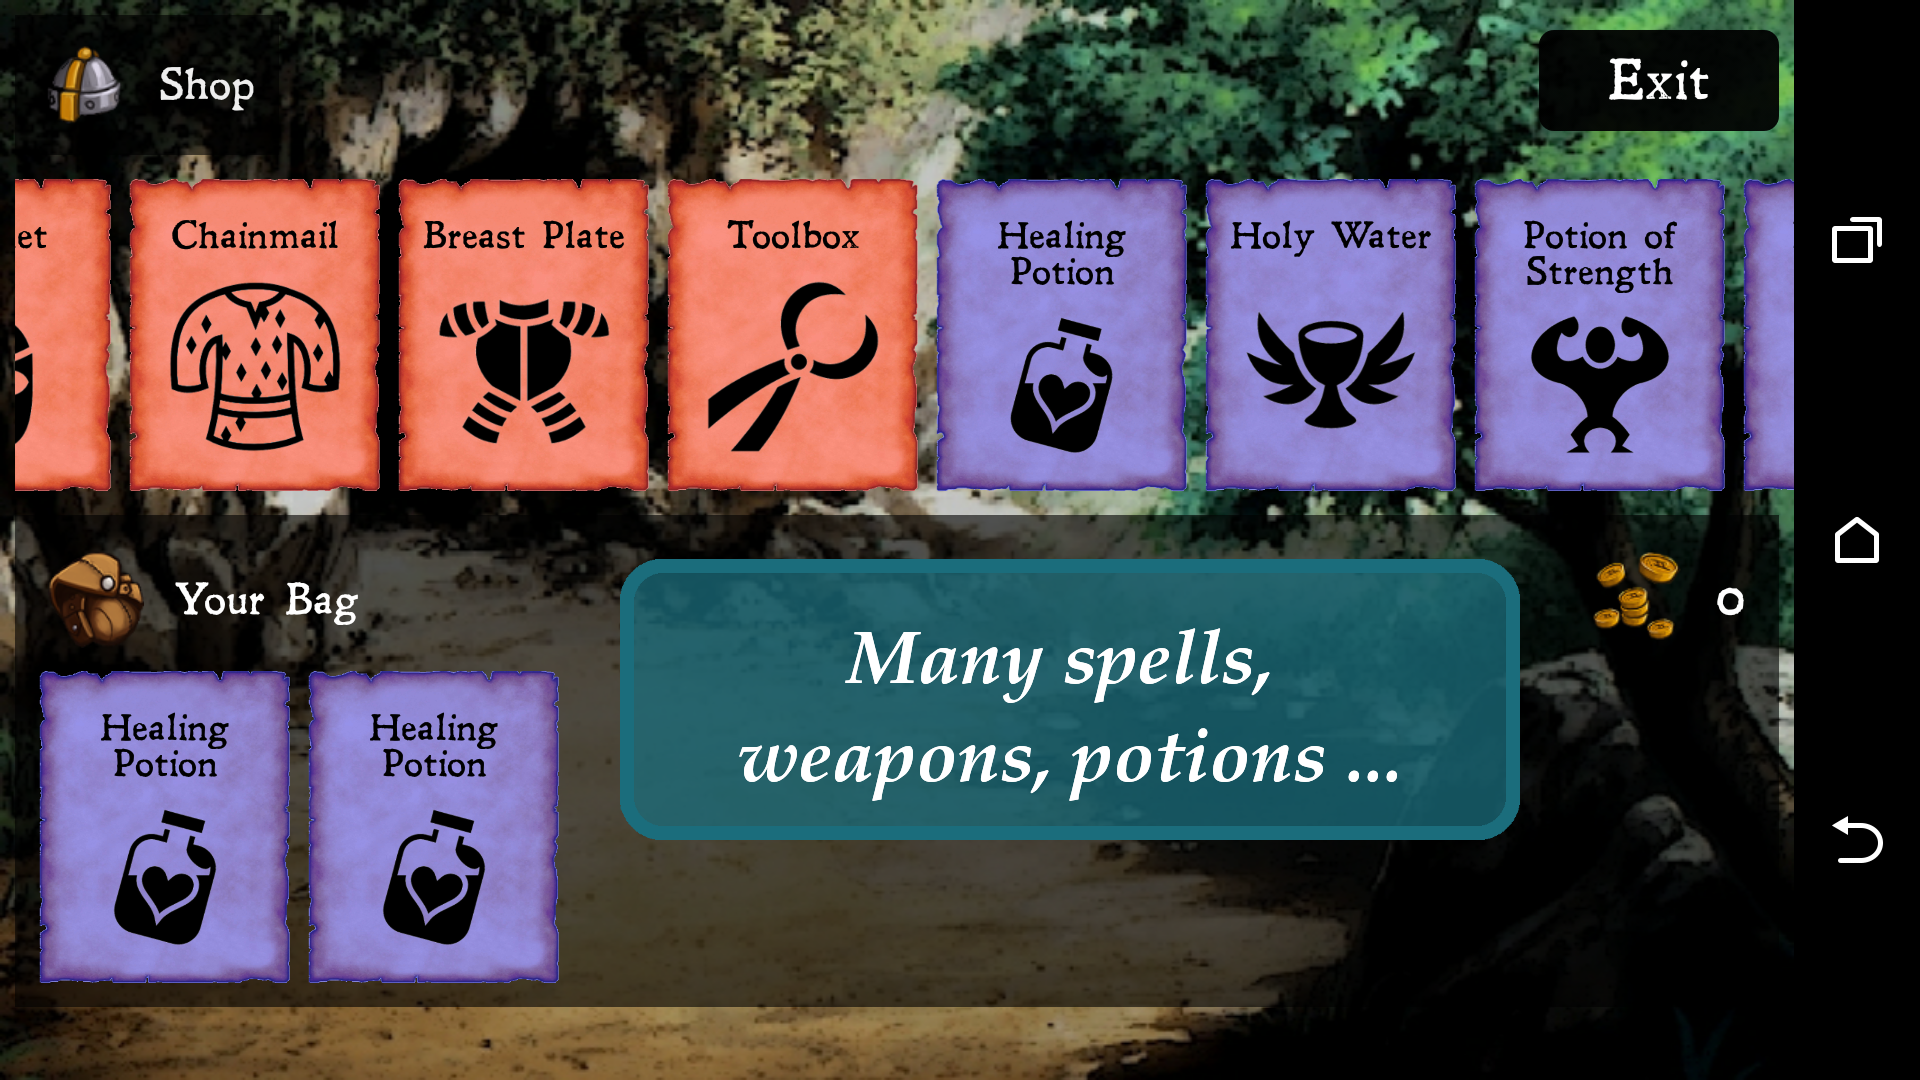 Shop
Exit
et
Chainmail
Breast Plate
Toolbox
Healing
Potion
Holy Water
Potion of
Strength
Your Bag
0
Many spells,
weapons, potions ...
Healing
Potion
Healing
Potion